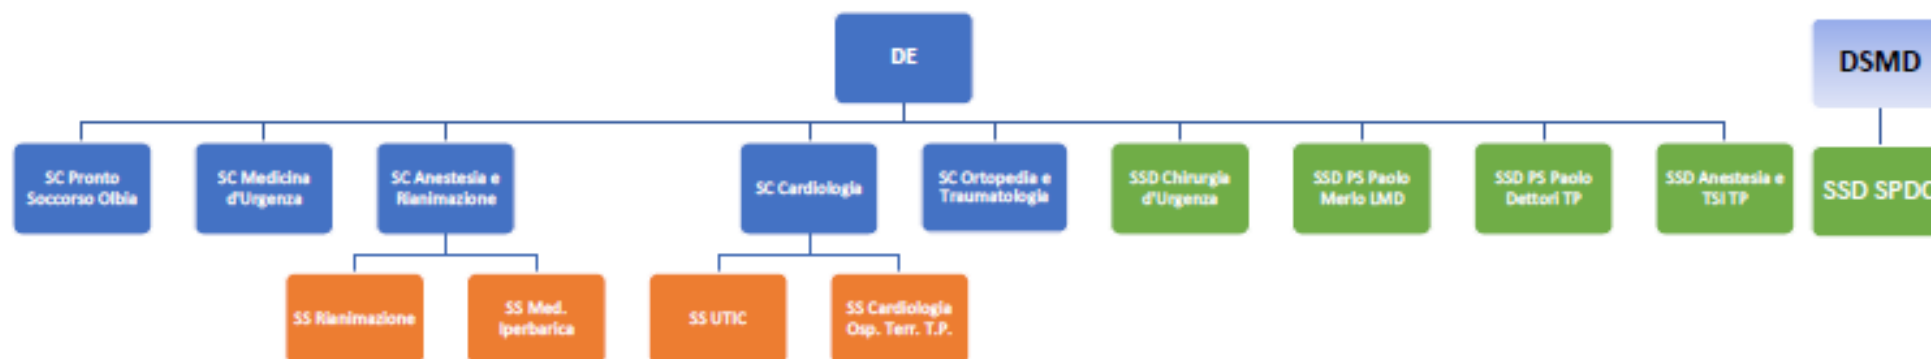 DE
DSMD
SC Pronto
Soccorso Olbia
SC Medicina
d'Urgenza
SC Anestesia e
Rianimazione
SC Cardiologia
SC Ortopedia e
Traumatologia
SSD Chirurgia
d'Urgenza
SSD PS Paolo
Merlo LMD
SSD PS Paolo
Dettori TP
SSD Anestesia e
TSI TP
SSD SPDC
SS Rianimazione
SS Med.
Iperbarica
SS UTIC
SS Cardiologia
Osp. Terr. T.P.